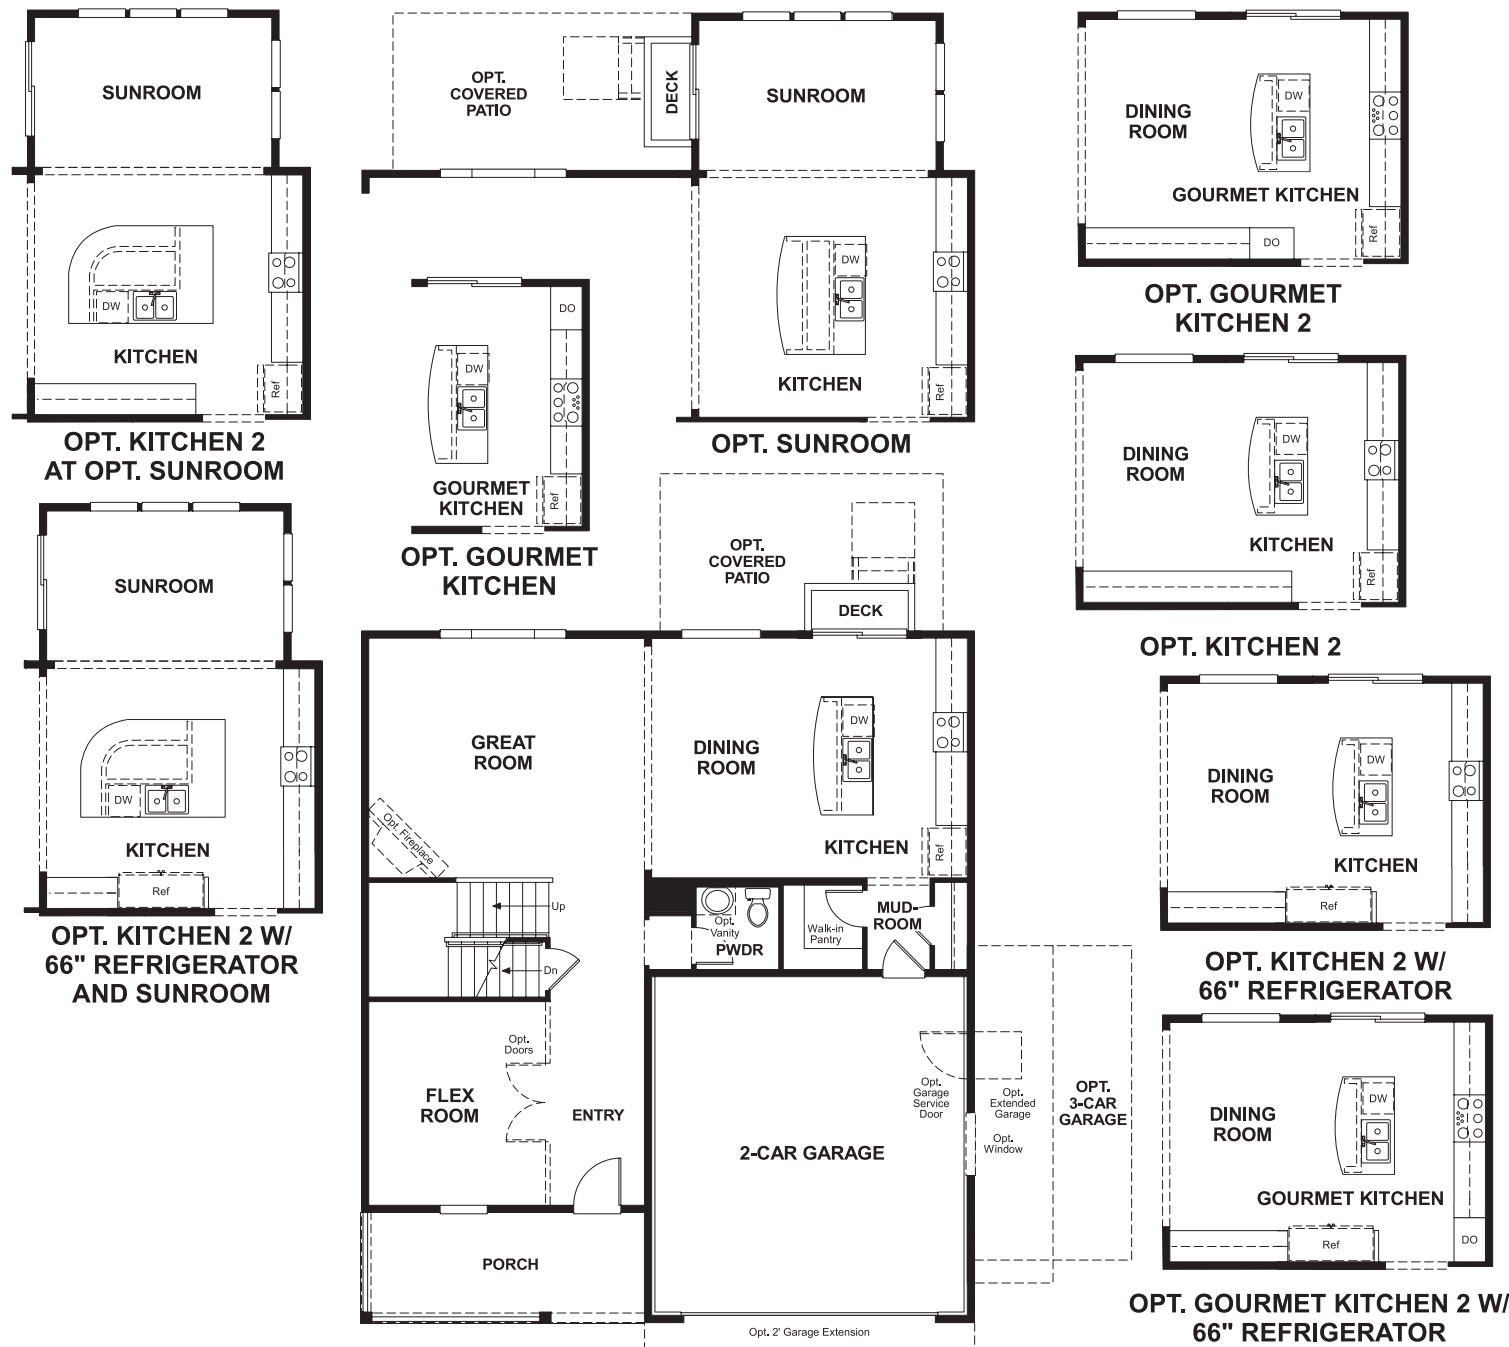 SUNROOM
DW
KITCHEN
Ref
OPT. KITCHEN 2
AT OPT. SUNROOM
OPT.
COVERED
PATIO
DECK
SUNROOM
DW
KITCHEN
Ref
OPT. SUNROOM
DO
DW
GOURMET
KITCHEN
Ref
OPT. GOURMET
KITCHEN
DW
DINING
ROOM
GOURMET KITCHEN
DO
Ref
OPT. GOURMET
KITCHEN 2
DW
DINING
ROOM
KITCHEN
Ref
OPT. KITCHEN 2
SUNROOM
DW
KITCHEN
Ref
OPT. KITCHEN 2 W/
66" REFRIGERATOR
AND SUNROOM
OPT.
COVERED
PATIO
DECK
GREAT
ROOM
DINING
ROOM
DW
Opt. Fireplace
KITCHEN
Ref
Up
Dn
Opt.
Vanity
PWDR
Walk-in
Pantry
MUD-
ROOM
Opt.
Doors
FLEX
ROOM
ENTRY
2-CAR GARAGE
Opt.
Garage
Service
Door
Opt.
Extended
Garage
Opt.
Window
OPT.
3-CAR
GARAGE
PORCH
Opt. 2' Garage Extension
DW
DINING
ROOM
KITCHEN
Ref
OPT. KITCHEN 2 W/
66" REFRIGERATOR
DW
DINING
ROOM
GOURMET KITCHEN
Ref
DO
OPT. GOURMET KITCHEN 2 W/
66" REFRIGERATOR